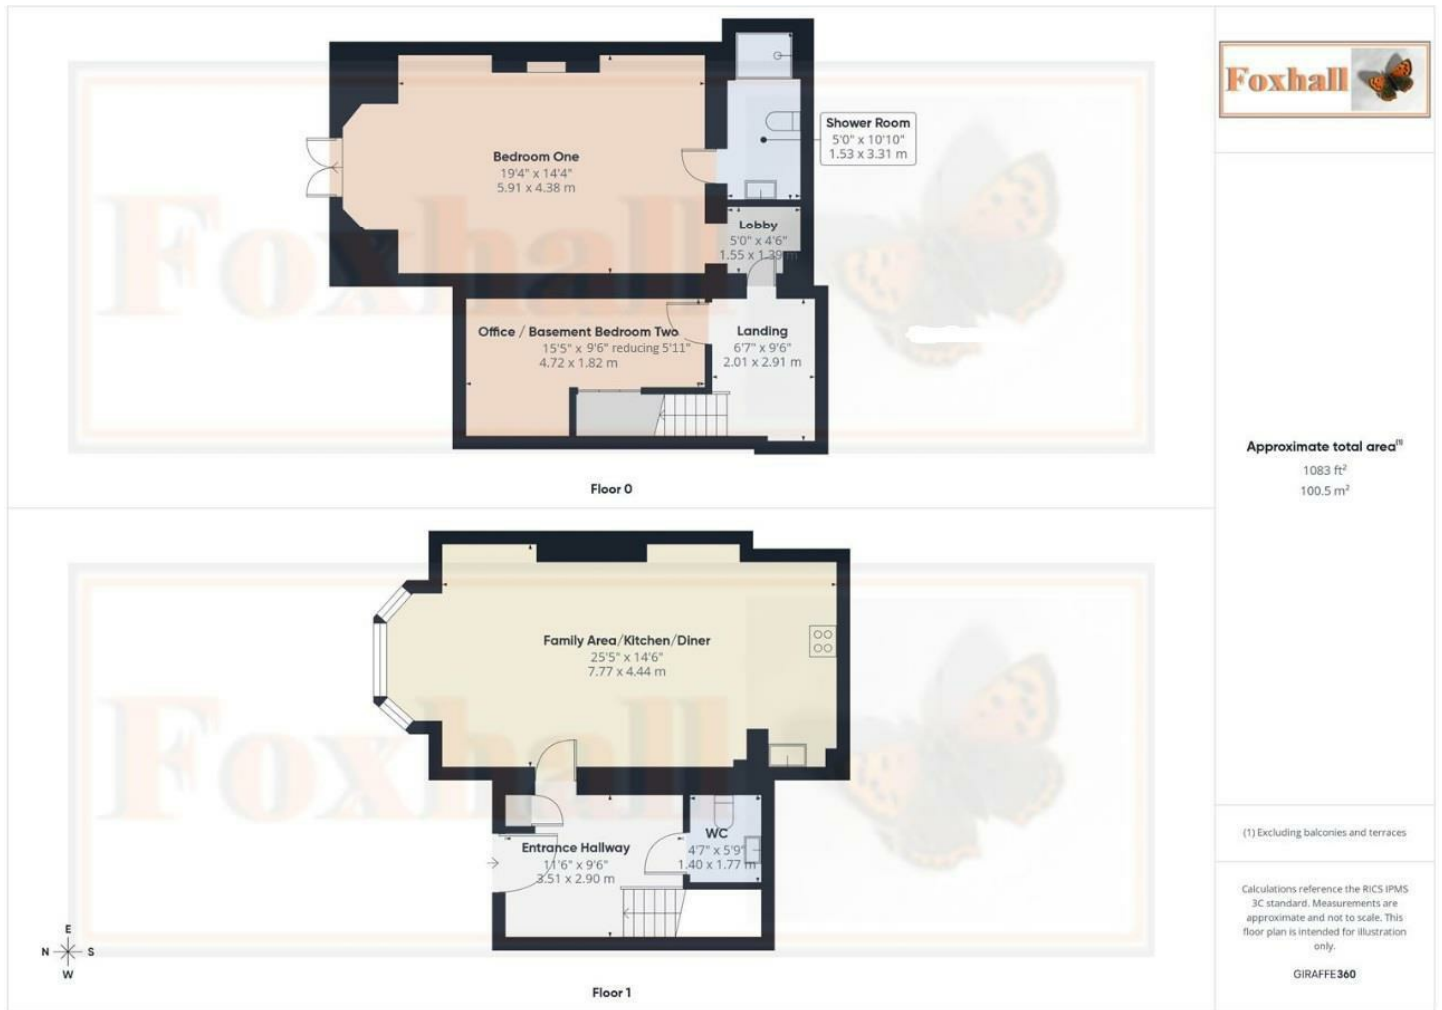 Foxhall
Shower Room
5'0" x 10'10"
1.53 x 3.31 m
Bedroom One
19'4" x 14'4"
5.91 x 4.38 m
Lobby
5'0" x 4'6"
1.55 x 1.39 m
Office / Basement Bedroom Two
15'5" x 9'6" reducing 5'11"
4.72 x 1.82 m
Landing
6'7" x 9'6"
2.01 x 2.91 m
Foxhall
Floor 0
Approximate total area(1)
1083 ft²
100.5 m²
Family Area/Kitchen/Diner
25'5" x 14'6"
7.77 x 4.44 m
Foxhall
Entrance Hallway
11'6" x 9'6"
3.51 x 2.90 m
WC
4'7" x 5'9"
1.40 x 1.77 m
E
N S
W
Floor 1
(1) Excluding balconies and terraces
Calculations reference the RICS IPMS
3C standard. Measurements are
approximate and not to scale. This
floor plan is intended for illustration
only.
GIRAFFE360